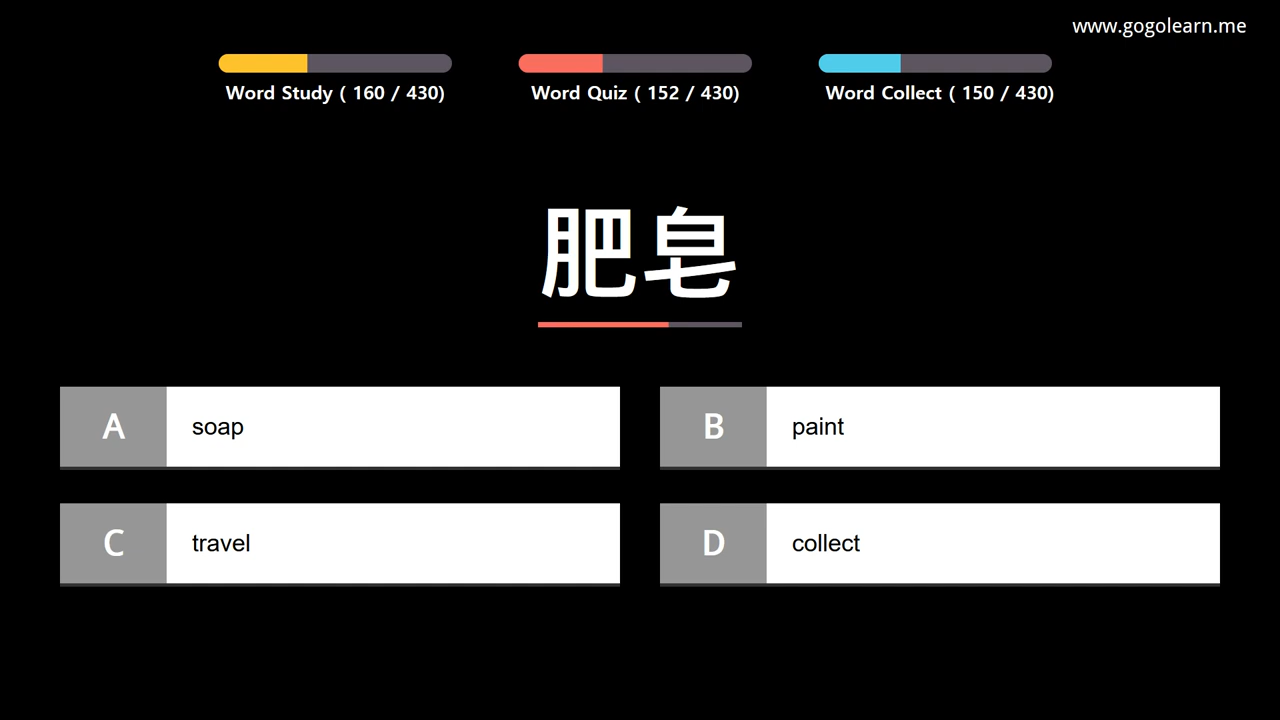 www.gogolearn.me
Word Study ( 160 / 430)
Word Quiz ( 152 / 430)
Word Collect ( 150 / 430)
肥皂
A soap
B paint
C travel
D collect